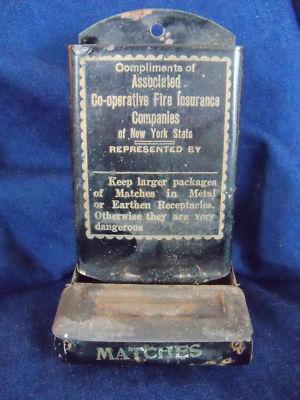 Compliments of
Associated
Co-operative Fire Insurance
Companies
of New York State
REPRESENTED BY
Keep larger packages
of Matches in Metal
or Earthen Receptacles.
Otherwise they are very
dangerous
MATCHES